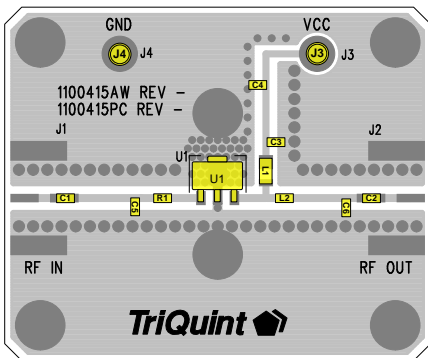 GND
VCC
J4
J4
J3
J3
C4
1100415AW REV -
1100415PC REV -
J1
J2
C3
U1
L1
U1
C1
R1
L2
C2
C5
C6
RF IN
RF OUT
TriQuint